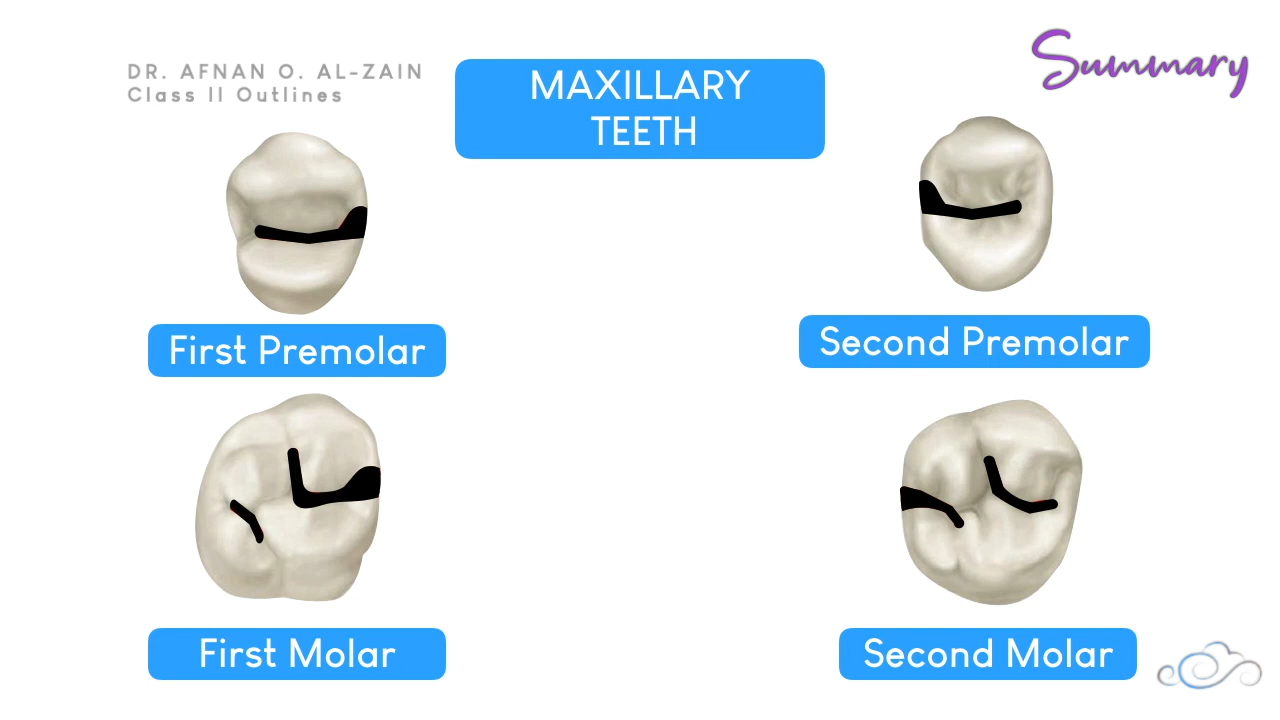 DR. AFNAN O. AL-ZAIN
Class II Outlines
MAXILLARY
TEETH
Summary
First Premolar
Second Premolar
First Molar
Second Molar